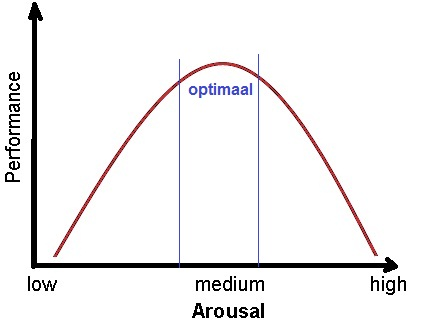 Performance
optimaal
low medium high
Arousal